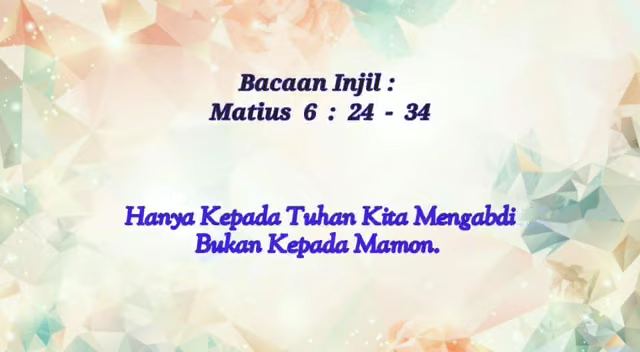 Bacaan Injil :
Matius 6 : 24 - 34
Hanya Kepada Tuhan Kita Mengabdi
Bukan Kepada Mamon.